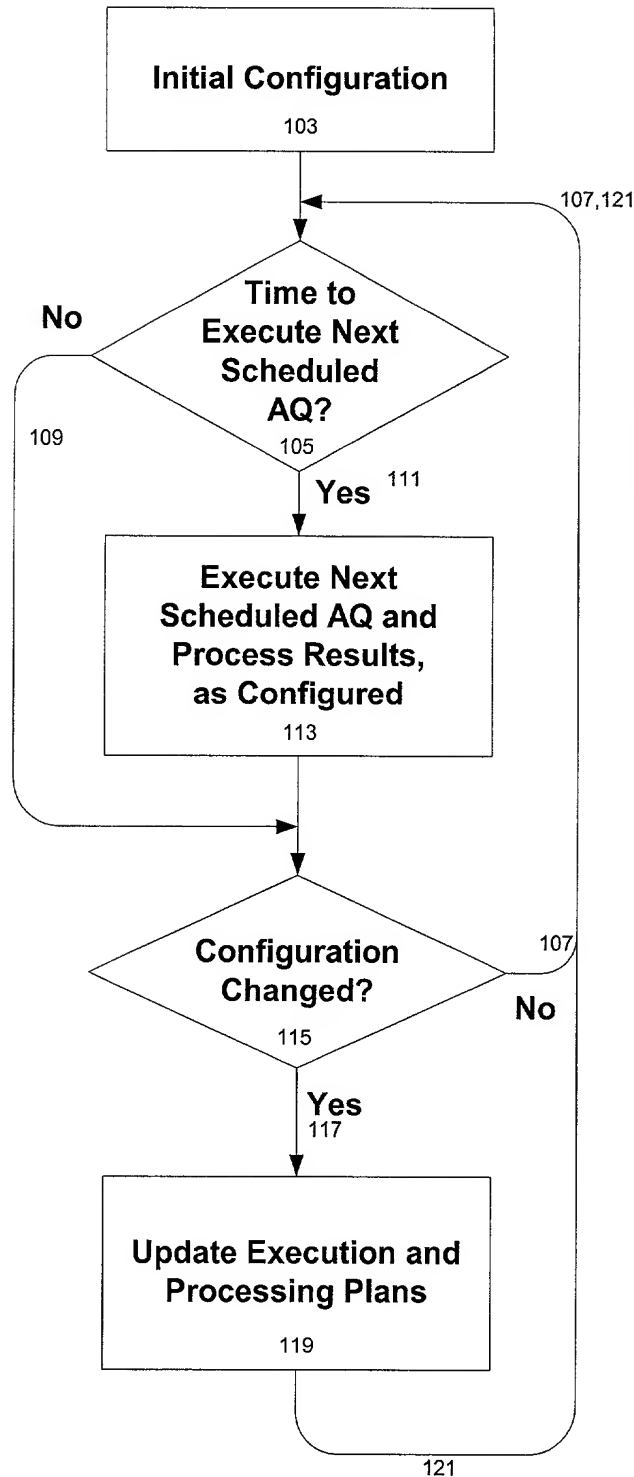 Initial Configuration
103
107,121
No
Time to
Execute Next
Scheduled
AQ?
105
109
Yes 111
Execute Next
Scheduled AQ and
Process Results,
as Configured
113
Configuration
Changed?
115
107
No
Yes
117
Update Execution and
Processing Plans
119
121